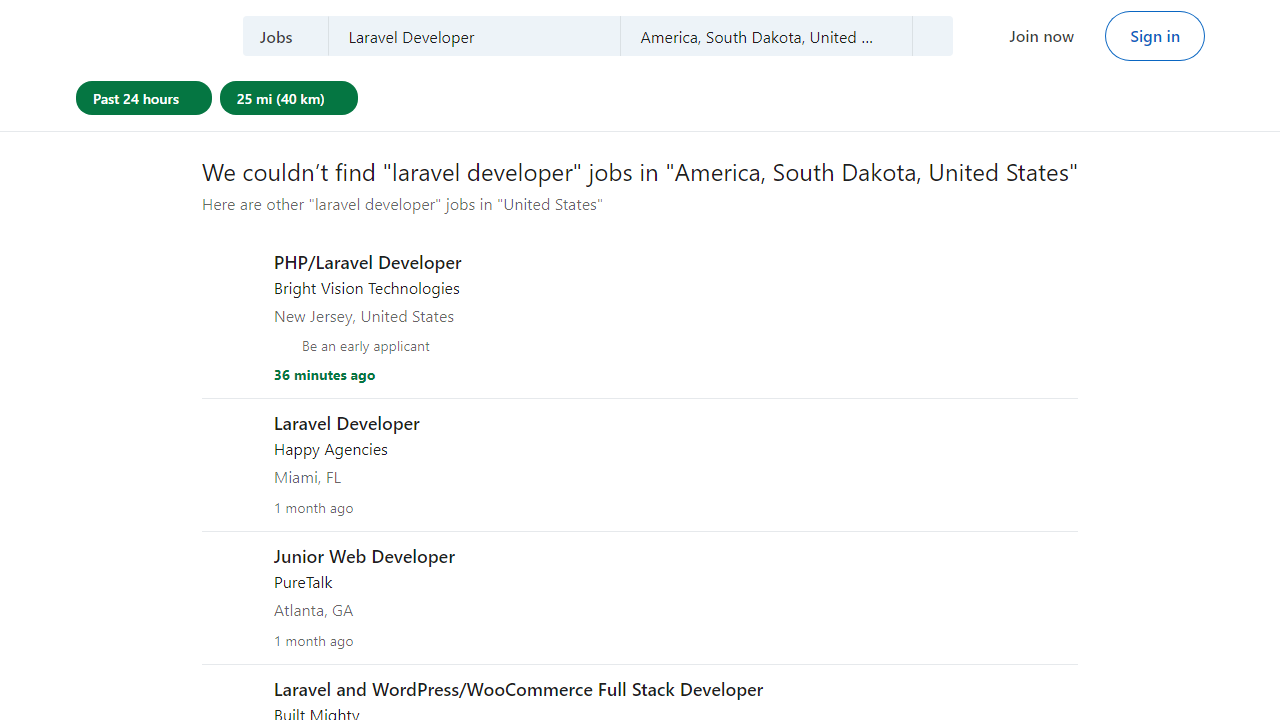 Jobs Laravel Developer America, South Dakota, United ... Join now Sign in
Past 24 hours 25 mi (40 km)
We couldn’t find "laravel developer" jobs in "America, South Dakota, United States"
Here are other "laravel developer" jobs in "United States"
PHP/Laravel Developer
Bright Vision Technologies
New Jersey, United States
Be an early applicant
36 minutes ago
Laravel Developer
Happy Agencies
Miami, FL
1 month ago
Junior Web Developer
PureTalk
Atlanta, GA
1 month ago
Laravel and WordPress/WooCommerce Full Stack Developer
Built Mighty